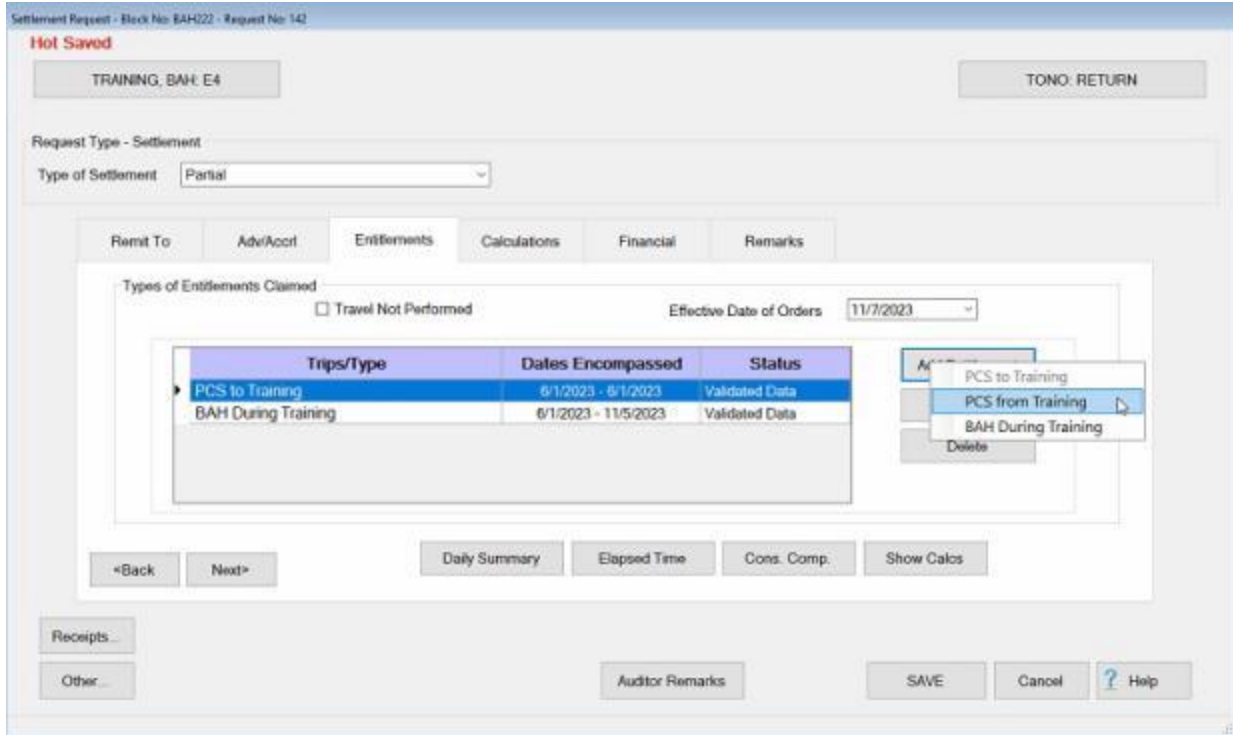 Settlement Request - Block No: BAH222 - Request No: 142
Hot Saved
TRAINING, BAH: E4
TONO: RETURN
Request Type - Settlement
Type of Settlement Partial
Remit To Adv/Accrl Entitlements Calculations Financial Remarks
Types of Entitlements Claimed
Travel Not Performed Effective Date of Orders 11/7/2023
Trips/Type Dates Encompassed Status
PCS to Training 6/1/2023 - 6/1/2023 Validated Data
BAH During Training 6/1/2023 - 11/5/2023 Validated Data
PCS to Training
PCS from Training
BAH During Training
Delete
<Back Next> Daily Summary Elapsed Time Cons. Comp. Show Calcs
Receipts...
Other... Auditor Remarks SAVE Cancel ? Help